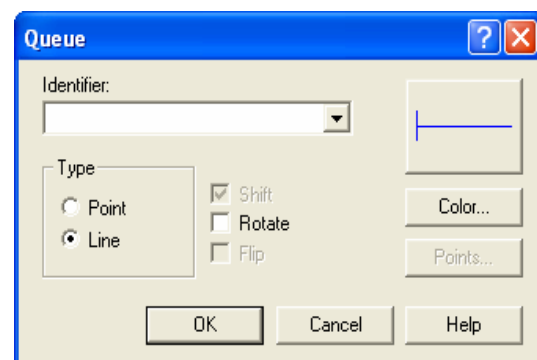 Queue
Identifier:
Type
Point
Line
Shift
Rotate
Flip
Color...
Points...
OK Cancel Help